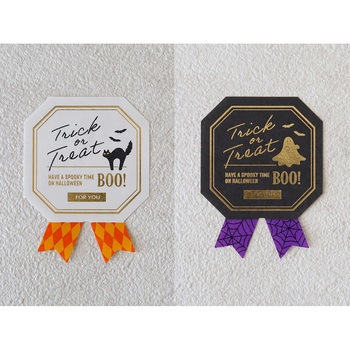 Trick
or
Treat
HAVE A SPOOKY TIME
ON HALLOWEEN
BOO!
FOR YOU
Trick
or
Treat
HAVE A SPOOKY TIME
ON HALLOWEEN
BOO!